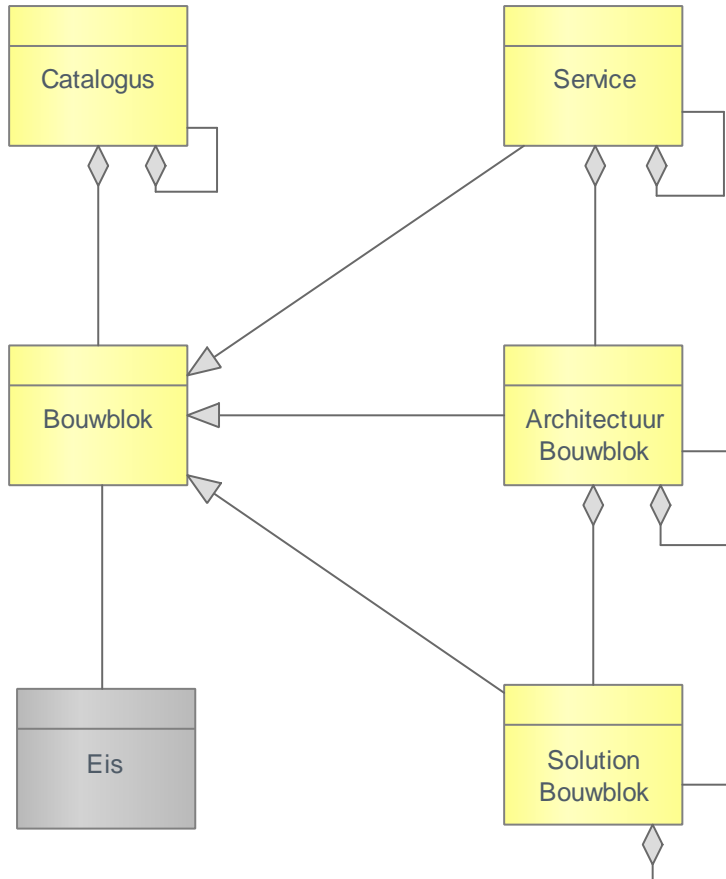 Catalogus
Service
Bouwblok
Architectuur
Bouwblok
Eis
Solution
Bouwblok